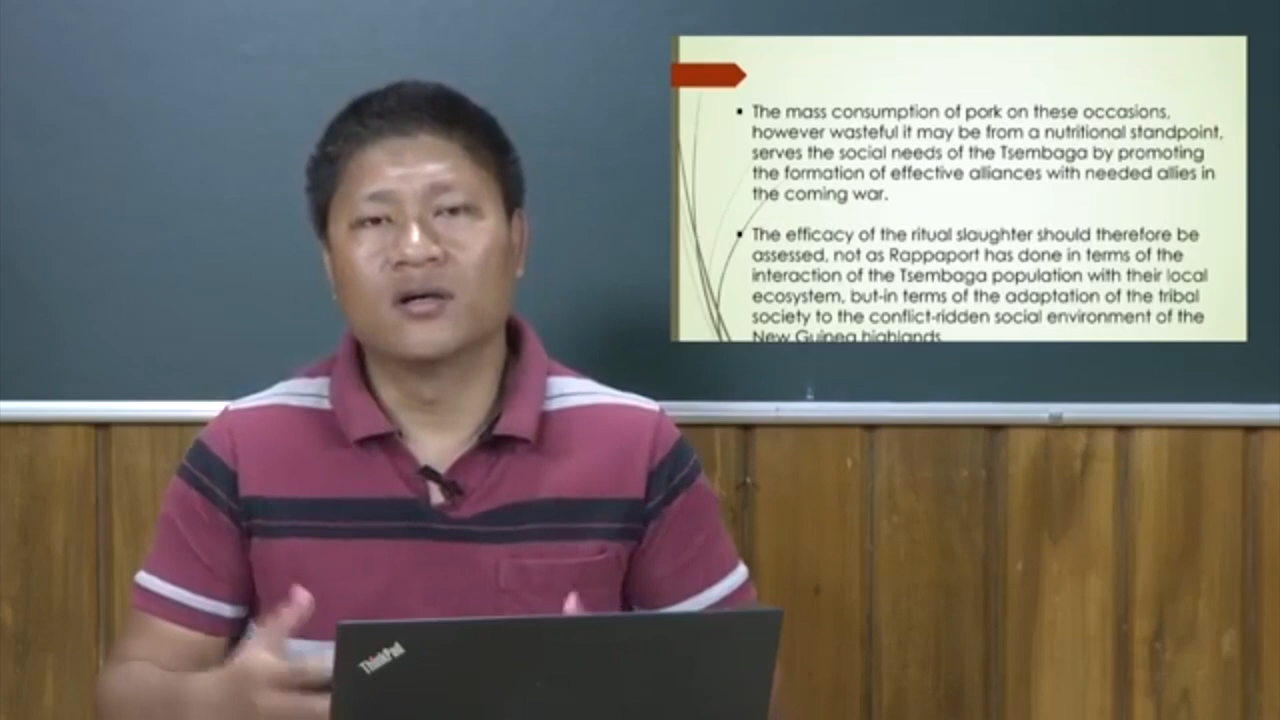 The mass consumption of pork on these occasions,
however wasteful it may be from a nutritional standpoint,
serves the social needs of the Tsembaga by promoting
the formation of effective alliances with needed allies in
the coming war.
The efficacy of the ritual slaughter should therefore be
assessed, not as Rappaport has done in terms of the
interaction of the Tsembaga population with their local
ecosystem, but-in terms of the adaptation of the tribal
society to the conflict-ridden social environment of the
New Guinea highlands
ThinkPad